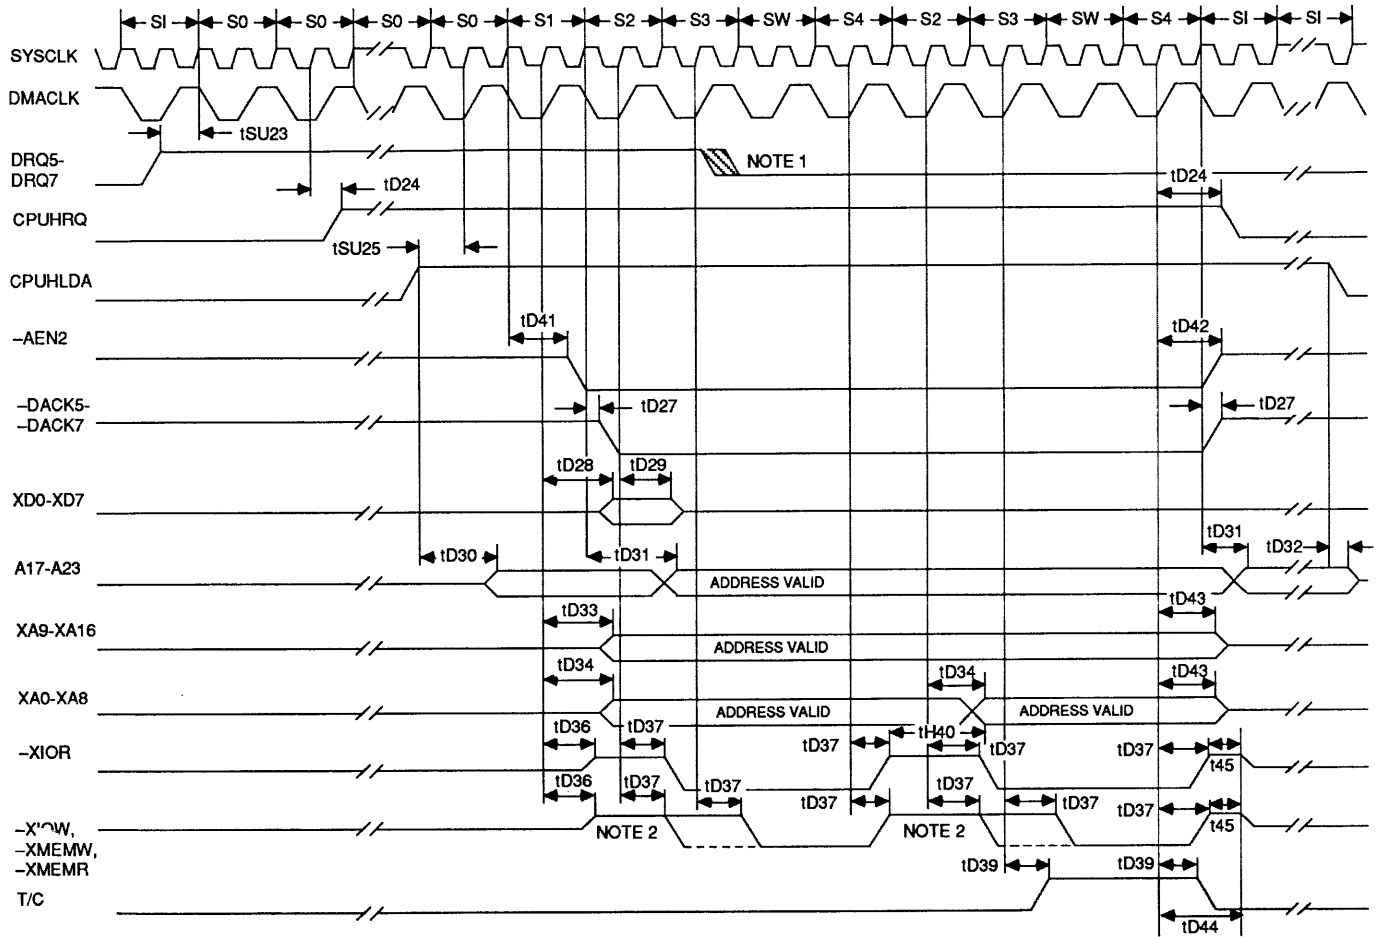 SI S0 S0 S0 S0 S1 S2 S3 SW S4 S2 S3 SW S4 SI SI
SYSCLK
DMACLK
tSU23
DRQ5-
DRQ7
NOTE 1
tD24
tD24
CPUHRQ
tSU25
CPUHLDA
tD41
tD42
–AEN2
–DACK5-
–DACK7
tD27
tD27
tD28 tD29
XD0-XD7
tD30 tD31 tD31 tD32
A17-A23
ADDRESS VALID
tD33 tD43
XA9-XA16
ADDRESS VALID
tD34 tD34 tD43
XA0-XA8
ADDRESS VALID ADDRESS VALID
tD36 tD37 tD37 tH40 tD37 tD37 t45
–XIOR
tD36 tD37 tD37 tD37 tD37 tD37 tD37 t45
NOTE 2 NOTE 2
–XMEMW,
–XMEMR
tD39 tD39
T/C
tD44